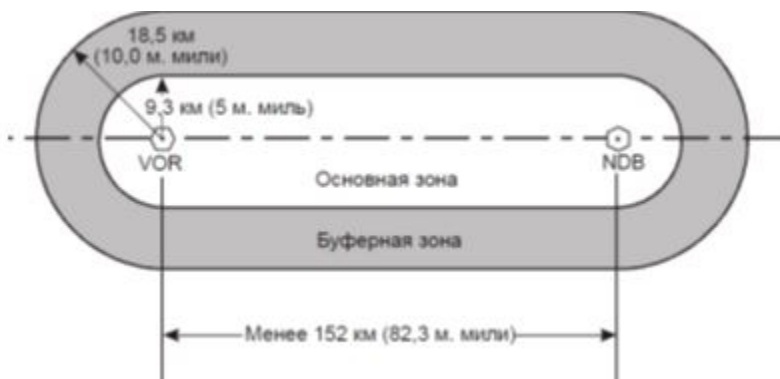 18,5 км
(10,0 м. мили)
9,3 км (5 м. миль)
VOR
NDB
Основная зона
Буферная зона
Менее 152 км (82,3 м. мили)